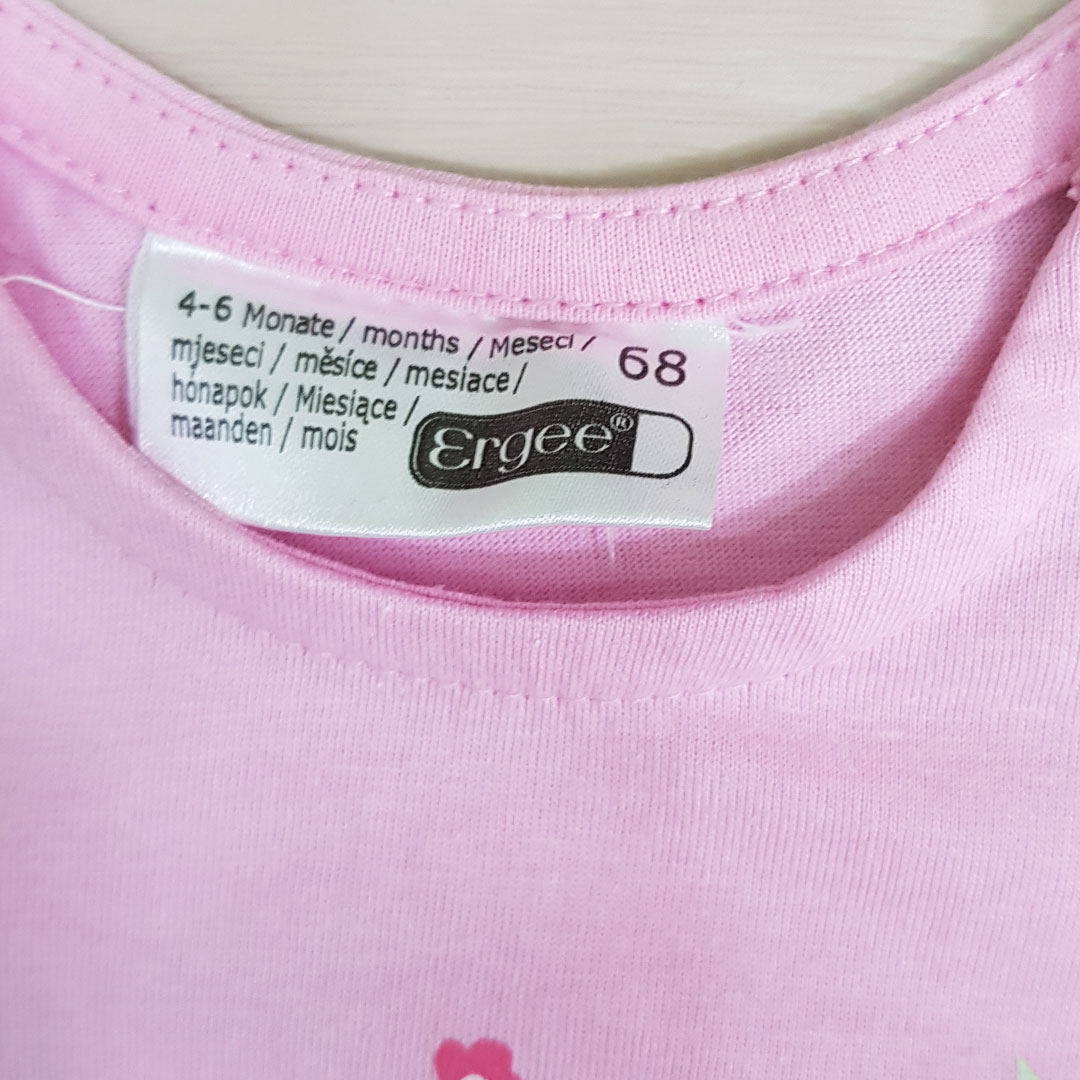 4-6 Monate / months / Meseci /
mjeseci / měsíce / mesiace /
hónapok / Miesiące /
maanden / mois
68
Ergee®